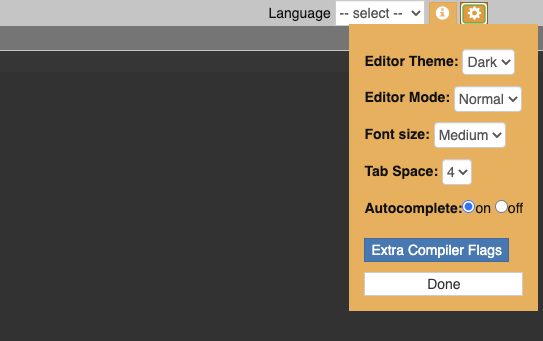 Language -- select --
Editor Theme: Dark
Editor Mode: Normal
Font size: Medium
Tab Space: 4
Autocomplete: on off
Extra Compiler Flags
Done